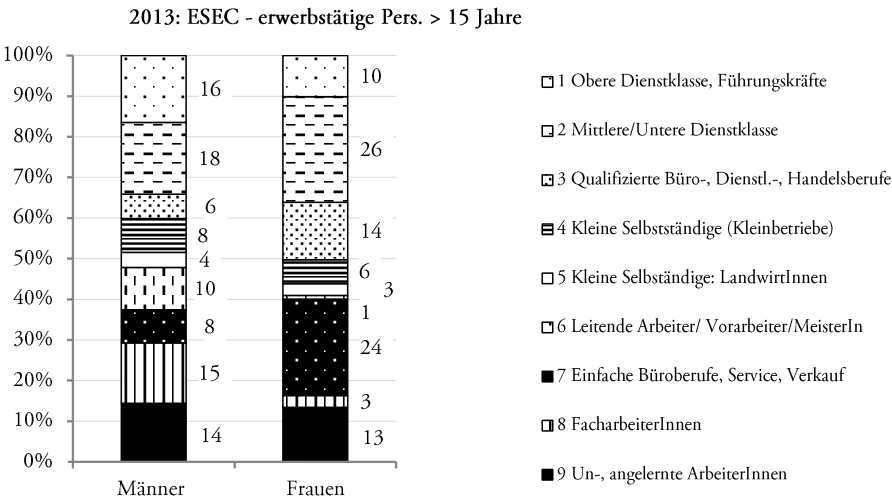 2013: ESEC - erwerbstätige Pers. > 15 Jahre
100%
90%
80%
70%
60%
50%
40%
30%
20%
10%
0%
16
18
6
8
4
10
8
15
14
10
26
14
6
3
1
24
3
13
Männer
Frauen
1 Obere Dienstklasse, Führungskräfte
2 Mittlere/Untere Dienstklasse
3 Qualifizierte Büro-, Dienstl.-, Handelsberufe
4 Kleine Selbstständige (Kleinbetriebe)
5 Kleine Selbständige: LandwirtInnen
6 Leitende Arbeiter/ Vorarbeiter/MeisterIn
7 Einfache Büroberufe, Service, Verkauf
8 FacharbeiterInnen
9 Un-, angelernte ArbeiterInnen